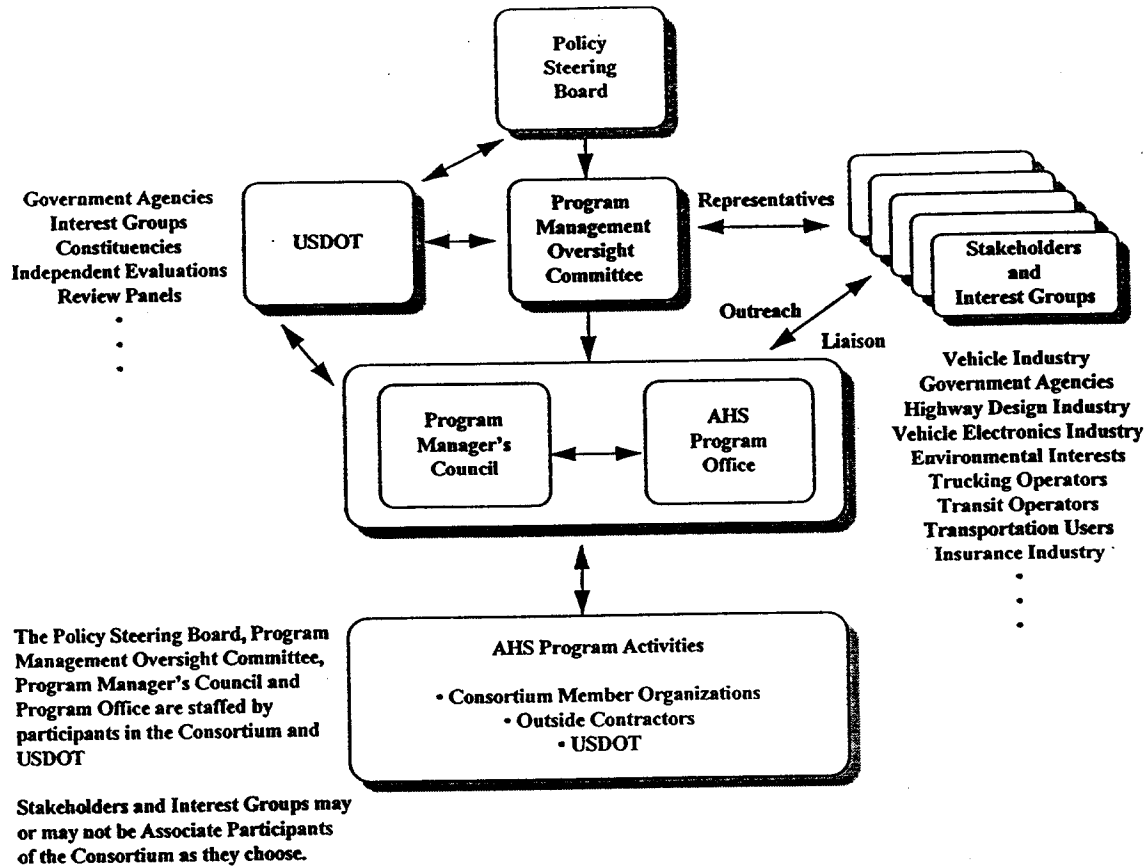 Policy
Steering
Board
Government Agencies
Interest Groups
Constituencies
Independent Evaluations
Review Panels
USDOT
Program
Management
Oversight
Committee
Representatives
Stakeholders
and
Interest Groups
Outreach
Liaison
Vehicle Industry
Government Agencies
Highway Design Industry
Vehicle Electronics Industry
Environmental Interests
Trucking Operators
Transit Operators
Transportation Users
Insurance Industry
Program
Manager's
Council
AHS
Program
Office
The Policy Steering Board, Program
Management Oversight Committee,
Program Manager's Council and
Program Office are staffed by
participants in the Consortium and
USDOT
Stakeholders and Interest Groups may
or may not be Associate Participants
of the Consortium as they choose.
AHS Program Activities
• Consortium Member Organizations
• Outside Contractors
• USDOT